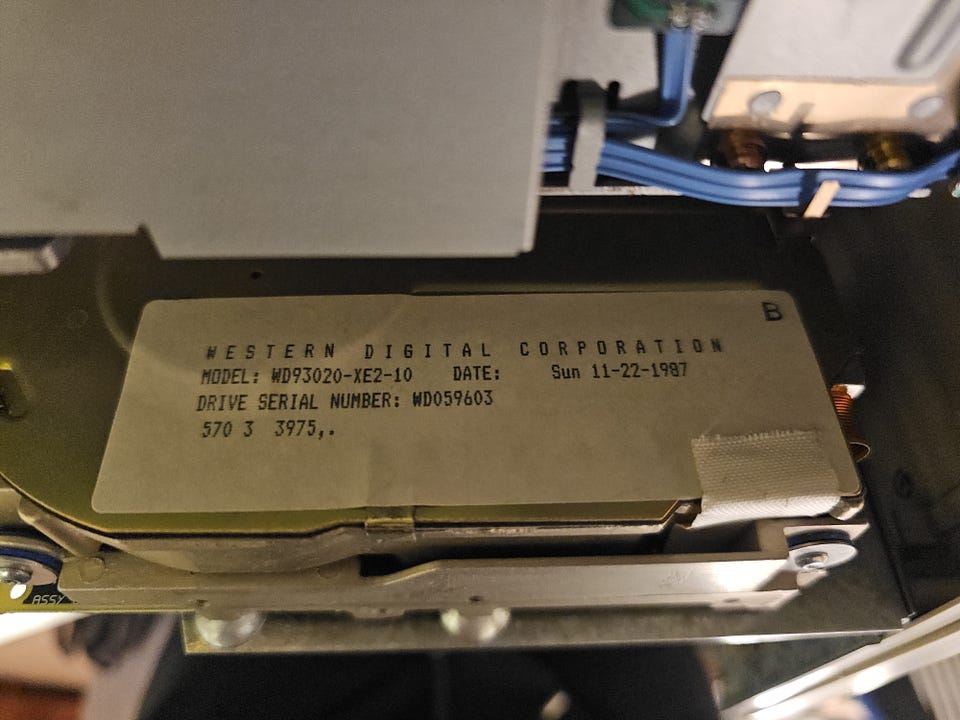 B
WESTERN DIGITAL CORPORATION
MODEL: WD93020-XE2-10 DATE: Sun 11-22-1987
DRIVE SERIAL NUMBER: WD059603
570 3 3975,.
ASSY